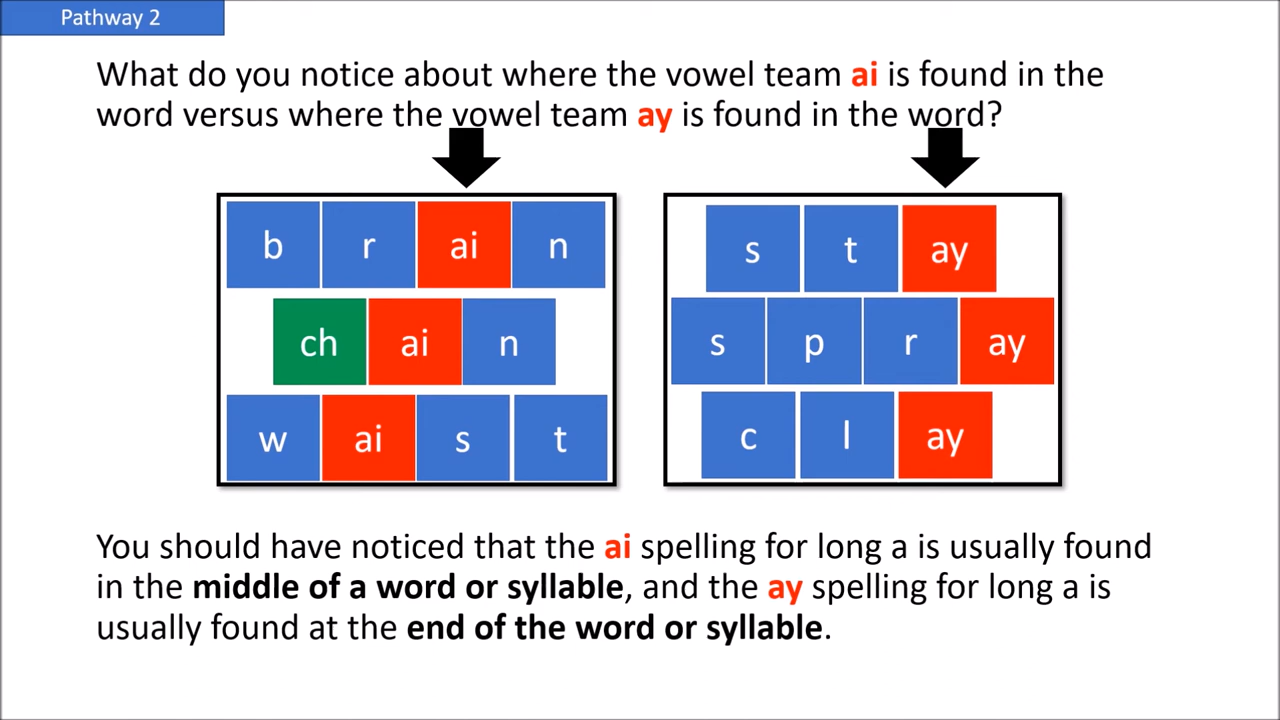 Pathway 2
What do you notice about where the vowel team ai is found in the
word versus where the vowel team ay is found in the word?
b r ai n
ch ai n
w ai s t
s t ay
s p r ay
c l ay
You should have noticed that the ai spelling for long a is usually found
in the middle of a word or syllable, and the ay spelling for long a is
usually found at the end of the word or syllable.